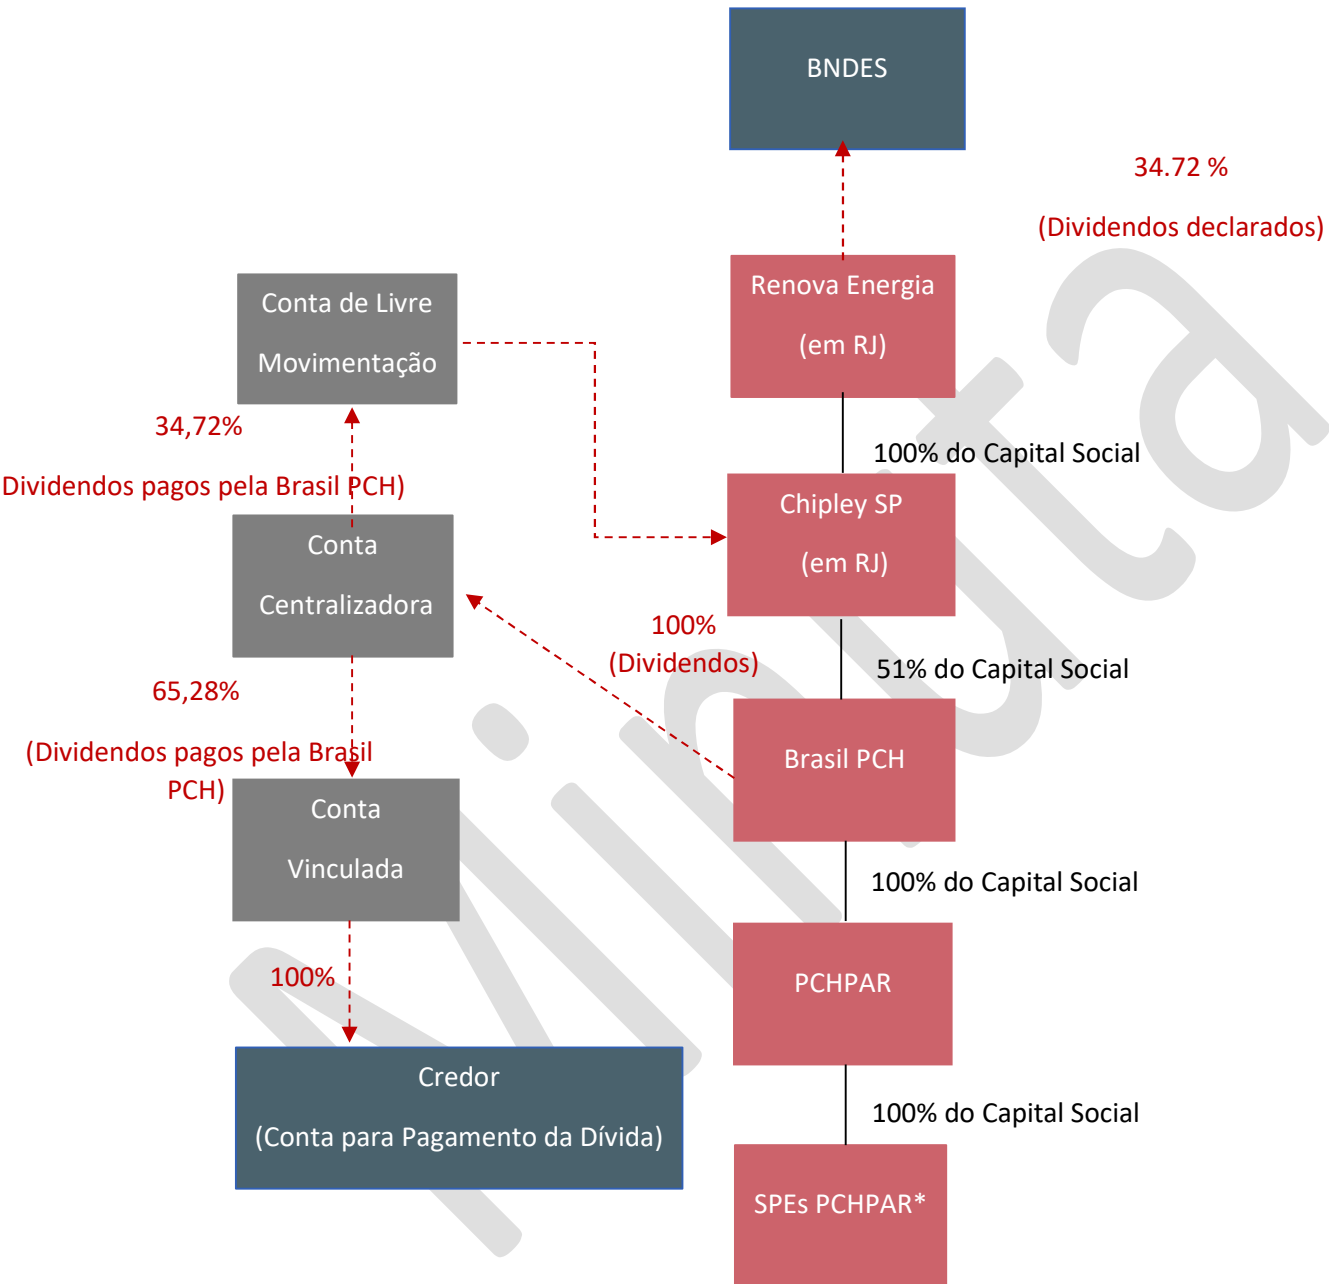 BNDES
34.72 %
(Dividendos declarados)
Renova Energia
(em RJ)
Conta de Livre
Movimentação
34,72%
Dividendos pagos pela Brasil PCH)
100% do Capital Social
Chipley SP
(em RJ)
Conta
Centralizadora
100%
(Dividendos)
51% do Capital Social
65,28%
(Dividendos pagos pela Brasil
PCH)
Brasil PCH
Conta
Vinculada
100% do Capital Social
100%
PCHPAR
Credor
(Conta para Pagamento da Dívida)
100% do Capital Social
SPEs PCHPAR*
Minuta